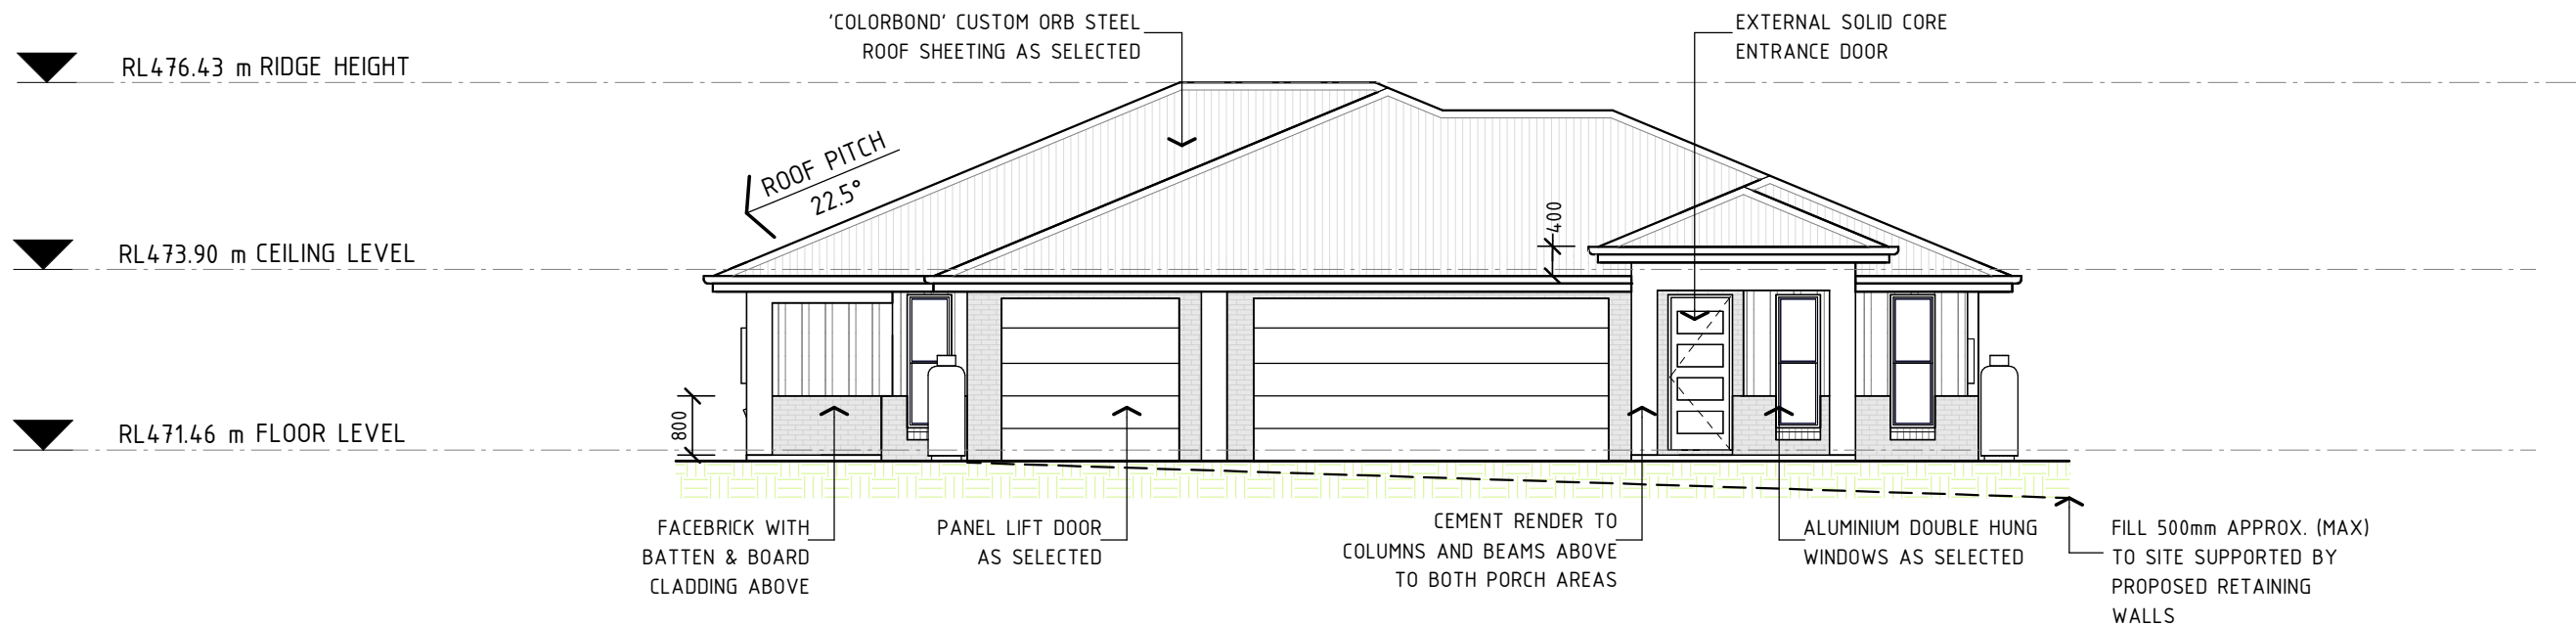 'COLORBOND' CUSTOM ORB STEEL
ROOF SHEETING AS SELECTED
EXTERNAL SOLID CORE
ENTRANCE DOOR
RL476.43 m RIDGE HEIGHT
ROOF PITCH
22.5°
400
RL473.90 m CEILING LEVEL
800
RL471.46 m FLOOR LEVEL
FACEBRICK WITH
BATTEN & BOARD
CLADDING ABOVE
PANEL LIFT DOOR
AS SELECTED
CEMENT RENDER TO
COLUMNS AND BEAMS ABOVE
TO BOTH PORCH AREAS
ALUMINIUM DOUBLE HUNG
WINDOWS AS SELECTED
FILL 500mm APPROX. (MAX)
TO SITE SUPPORTED BY
PROPOSED RETAINING
WALLS